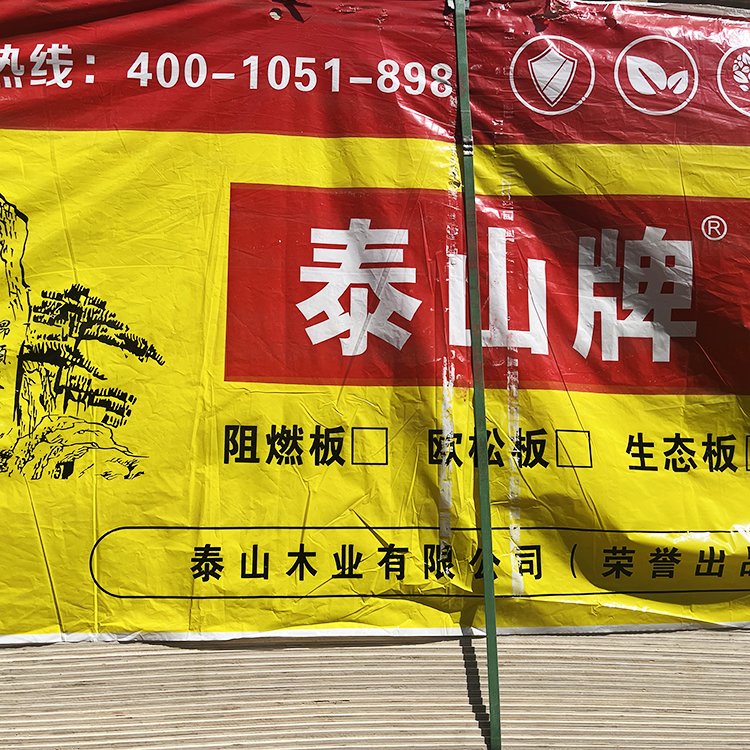 热线：400-1051-898
泰山牌®
阻燃板□ 欧松板□ 生态板□
泰山木业有限公司（荣誉出品